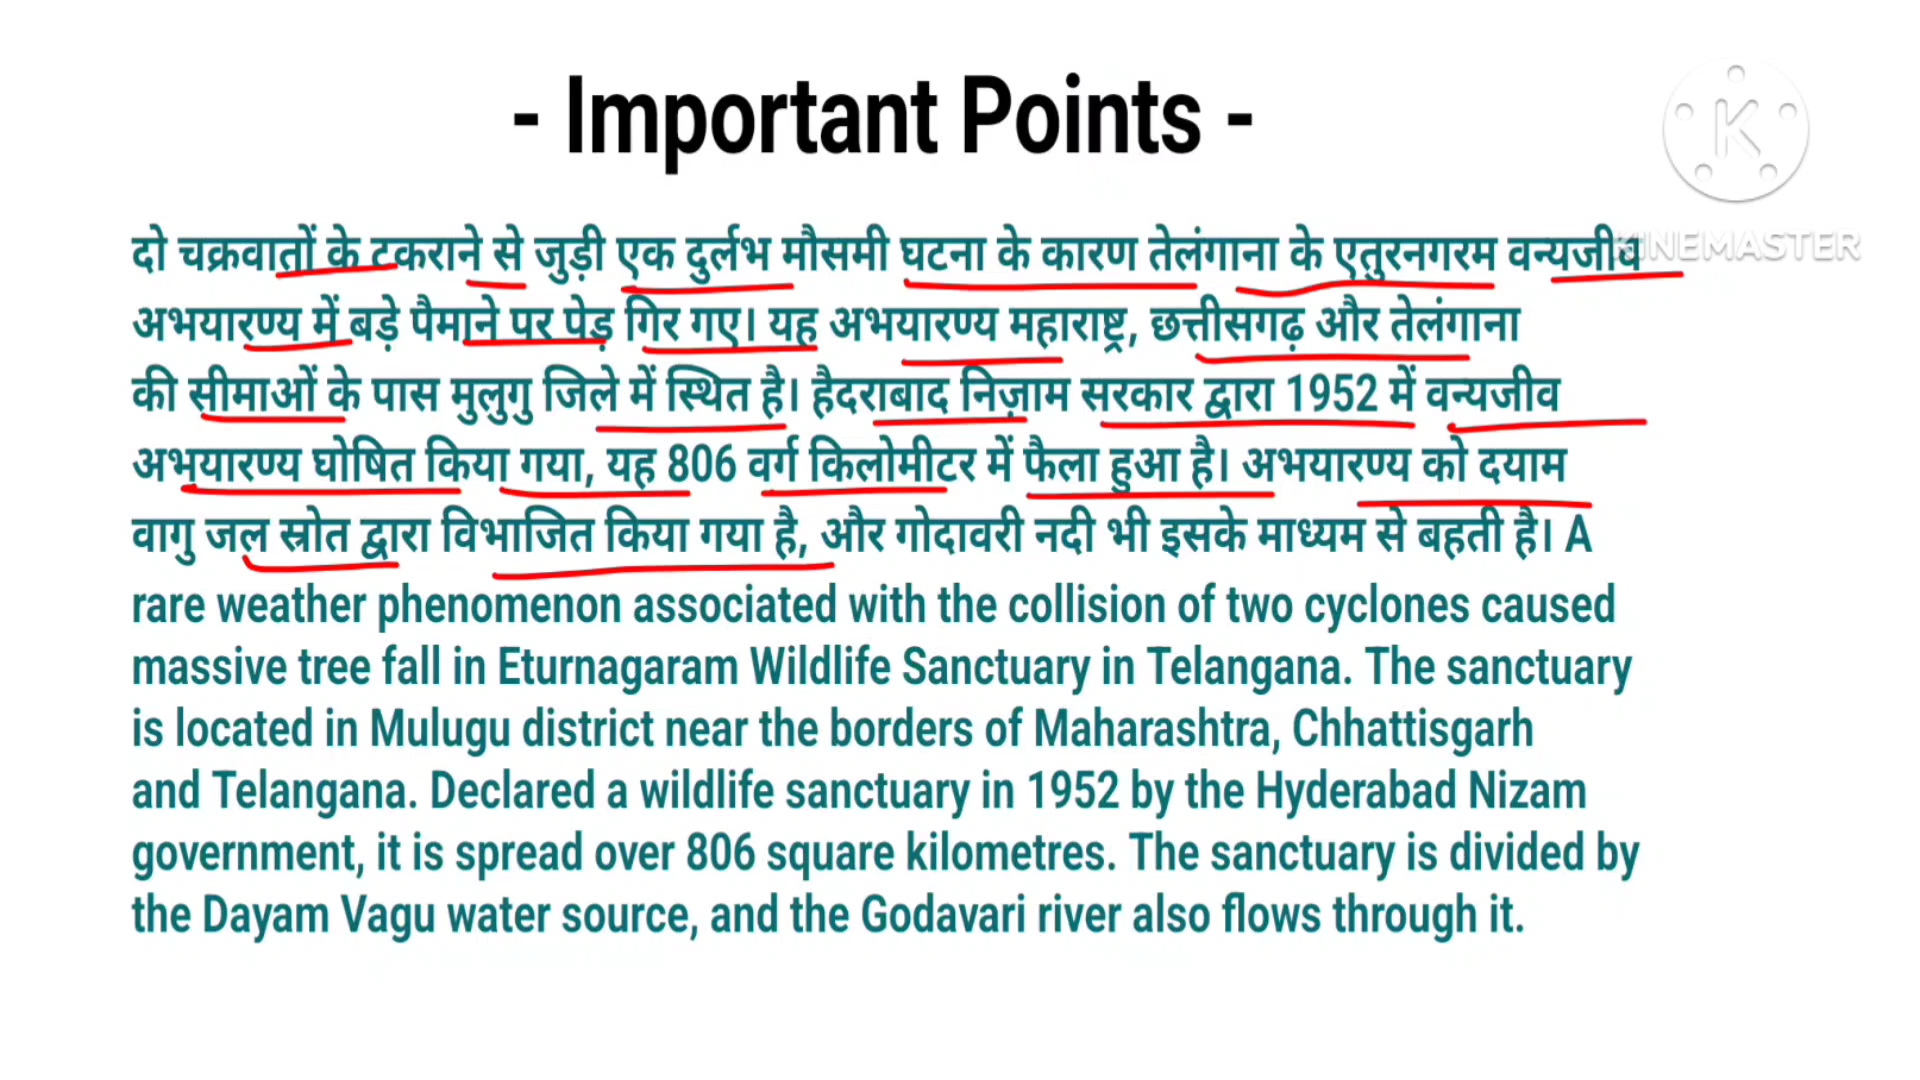 - Important Points -
KINEMASTER
दो चक्रवातों के टकराने से जुड़ी एक दुर्लभ मौसमी घटना के कारण तेलंगाना के एतुरनगरम वन्यजीव
अभयारण्य में बड़े पैमाने पर पेड़ गिर गए। यह अभयारण्य महाराष्ट्र, छत्तीसगढ़ और तेलंगाना
की सीमाओं के पास मुलुगु जिले में स्थित है। हैदराबाद निज़ाम सरकार द्वारा 1952 में वन्यजीव
अभयारण्य घोषित किया गया, यह 806 वर्ग किलोमीटर में फैला हुआ है। अभयारण्य को दयाम
वागु जल स्रोत द्वारा विभाजित किया गया है, और गोदावरी नदी भी इसके माध्यम से बहती है। A
rare weather phenomenon associated with the collision of two cyclones caused
massive tree fall in Eturnagaram Wildlife Sanctuary in Telangana. The sanctuary
is located in Mulugu district near the borders of Maharashtra, Chhattisgarh
and Telangana. Declared a wildlife sanctuary in 1952 by the Hyderabad Nizam
government, it is spread over 806 square kilometres. The sanctuary is divided by
the Dayam Vagu water source, and the Godavari river also flows through it.